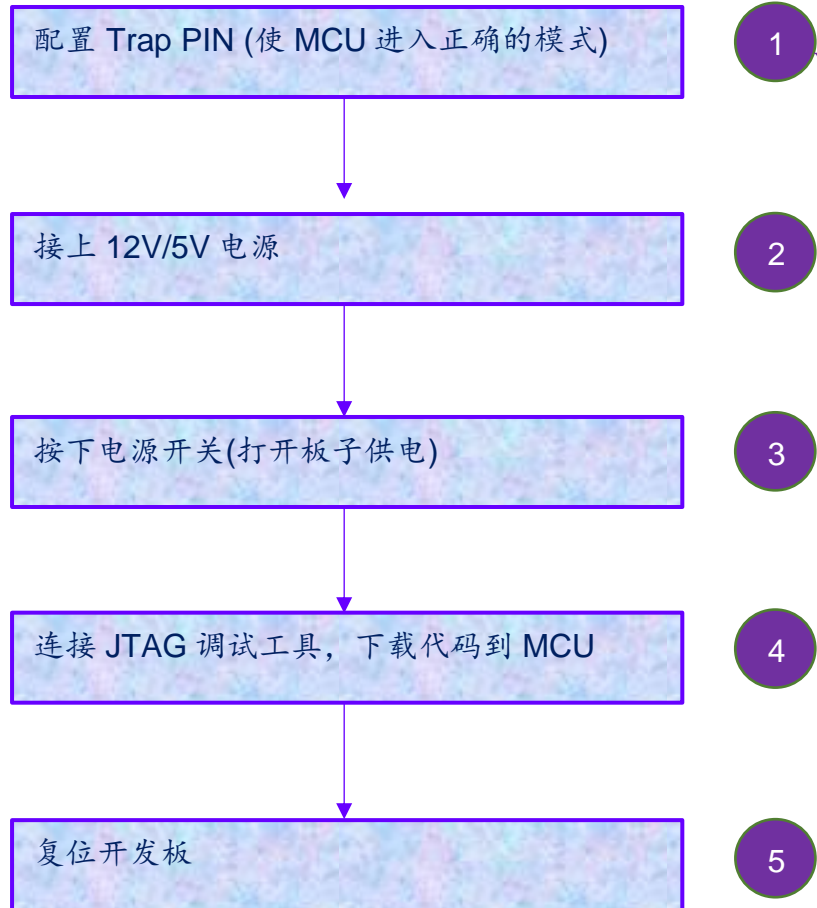 配置 Trap PIN (使 MCU 进入正确的模式)
1
接上 12V/5V 电源
2
按下电源开关(打开板子供电)
3
连接 JTAG 调试工具，下载代码到 MCU
4
复位开发板
5